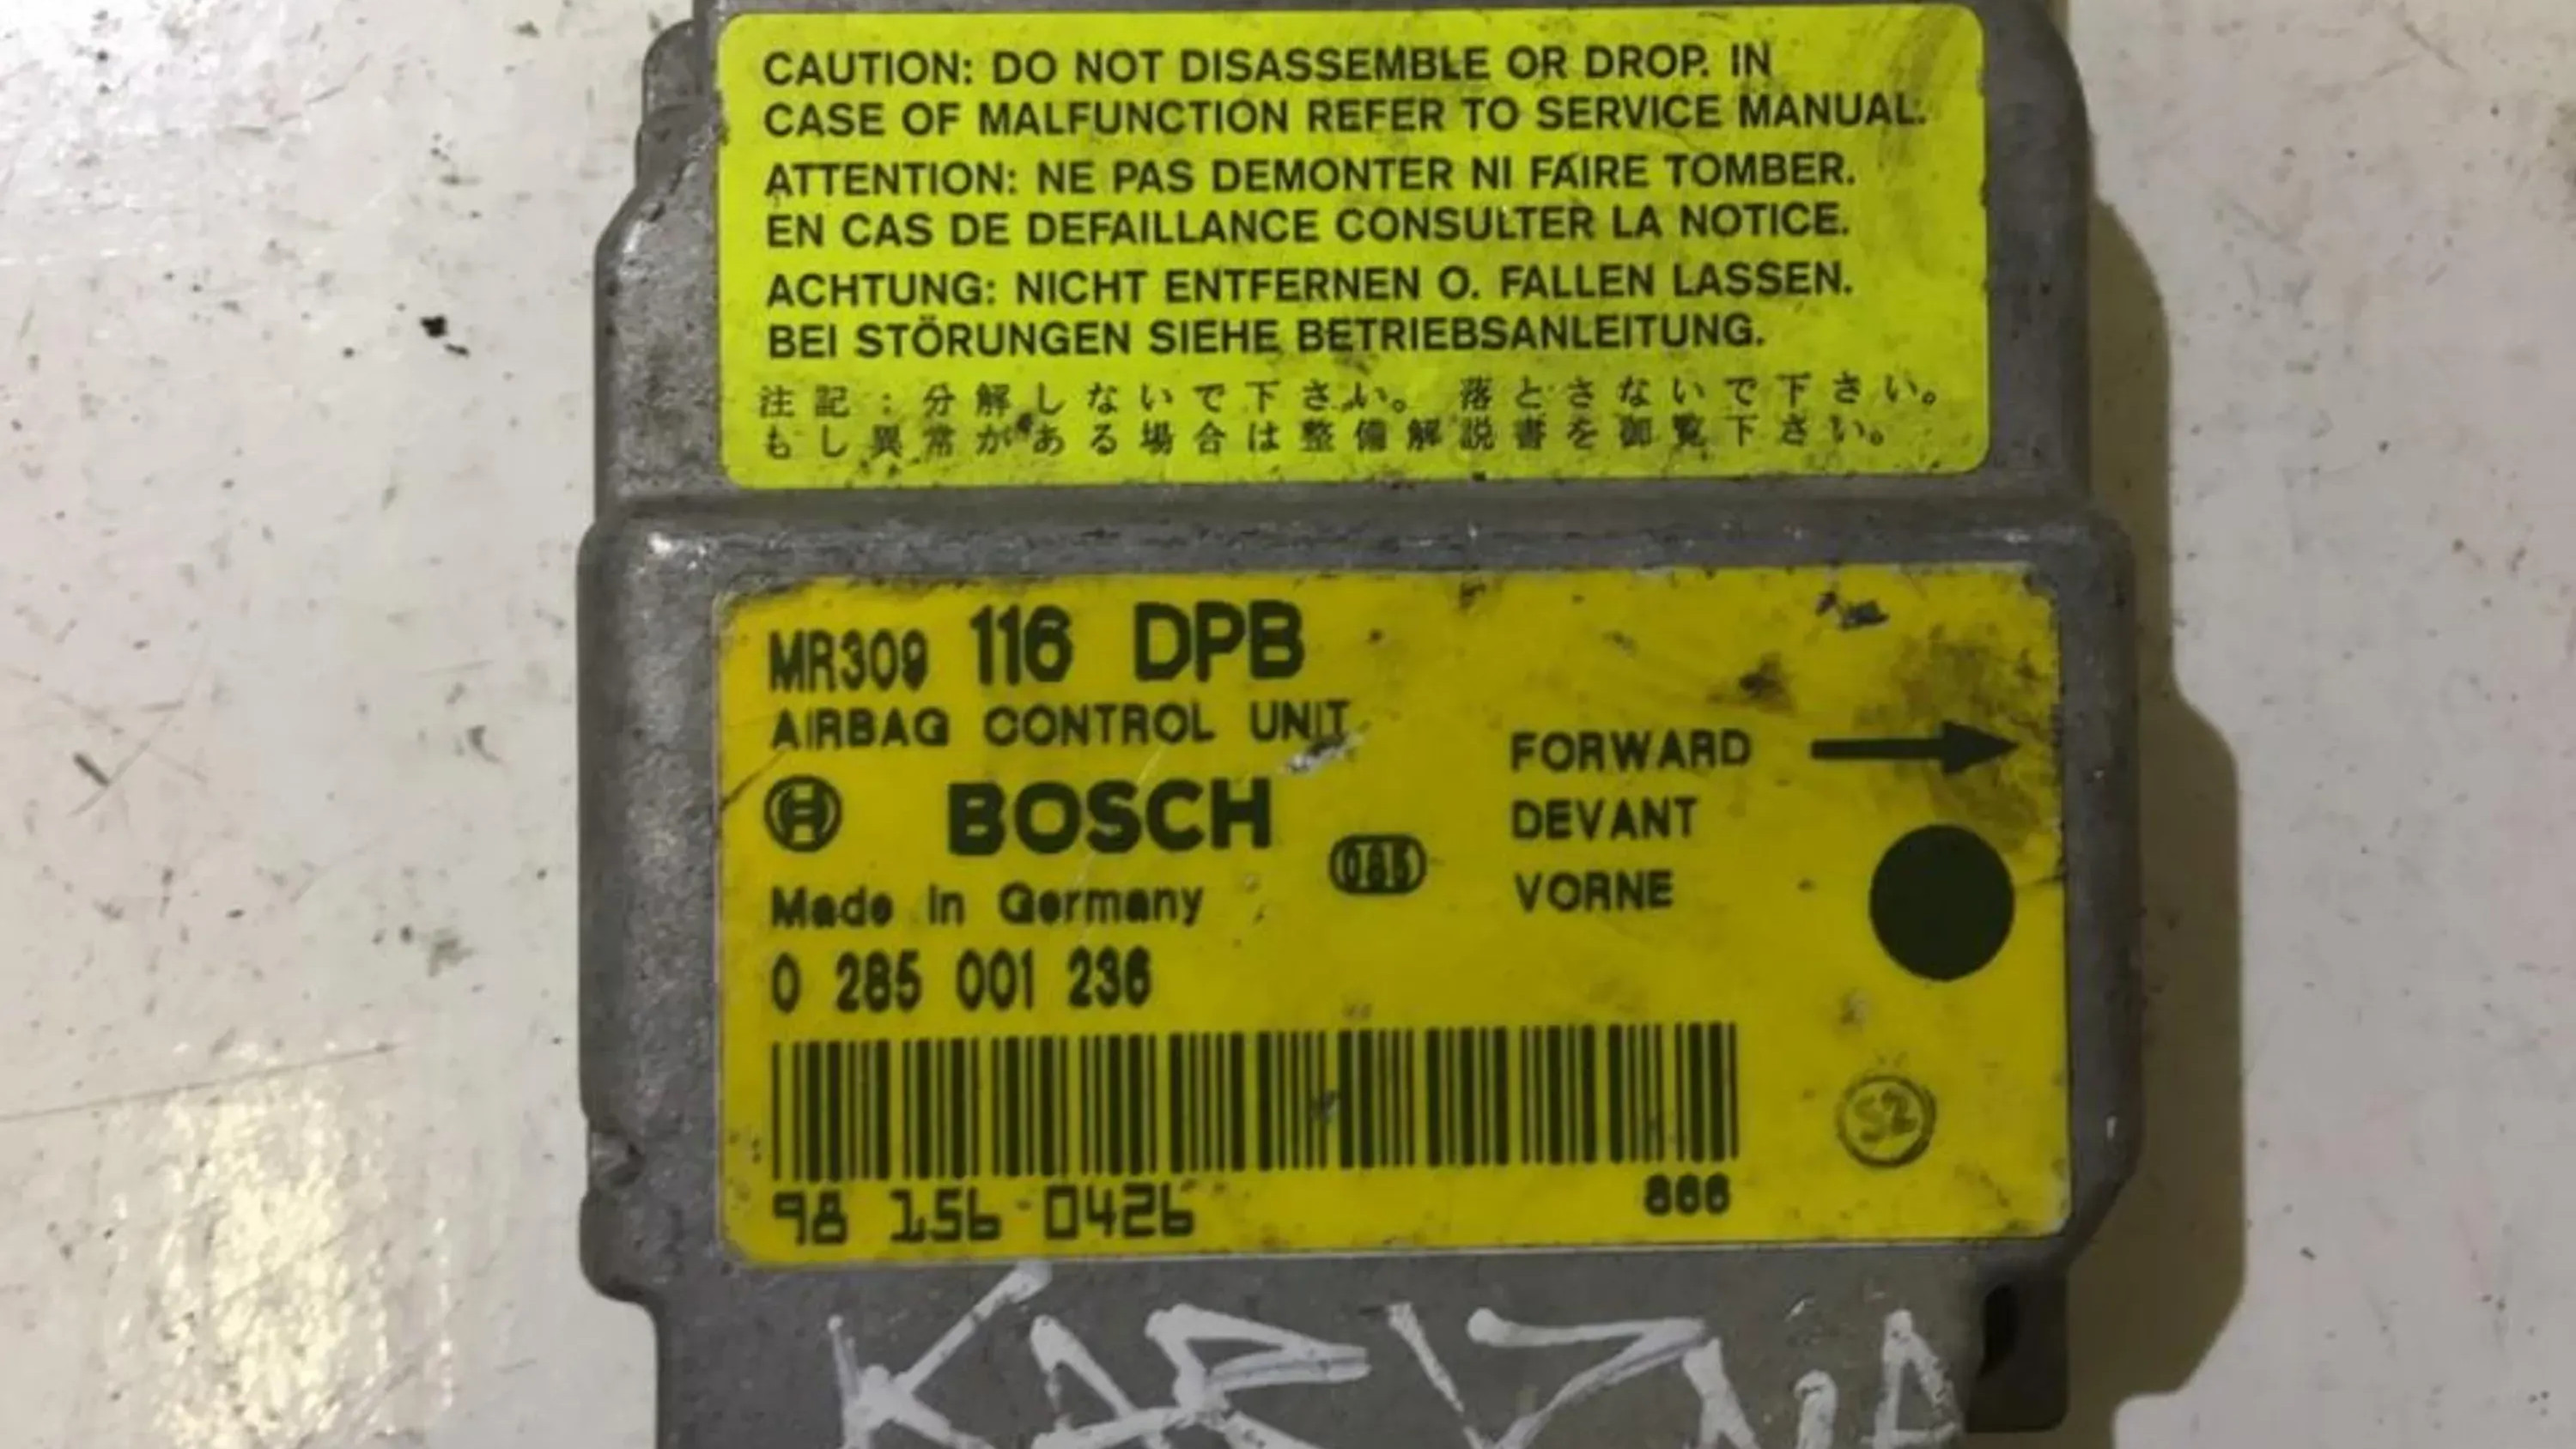 CAUTION: DO NOT DISASSEMBLE OR DROP. IN
CASE OF MALFUNCTION REFER TO SERVICE MANUAL.
ATTENTION: NE PAS DEMONTER NI FAIRE TOMBER.
EN CAS DE DEFAILLANCE CONSULTER LA NOTICE.
ACHTUNG: NICHT ENTFERNEN O. FALLEN LASSEN.
BEI STÖRUNGEN SIEHE BETRIEBSANLEITUNG.
注記:分解しないで下さい。落とさないで下さい。
もし異常がある場合は整備解説書を御覧下さい。
MR309 116 DPB
AIRBAG CONTROL UNIT
BOSCH
Made in Germany
0 285 001 236
FORWARD
DEVANT
VORNE
S2
98 156 0426
866